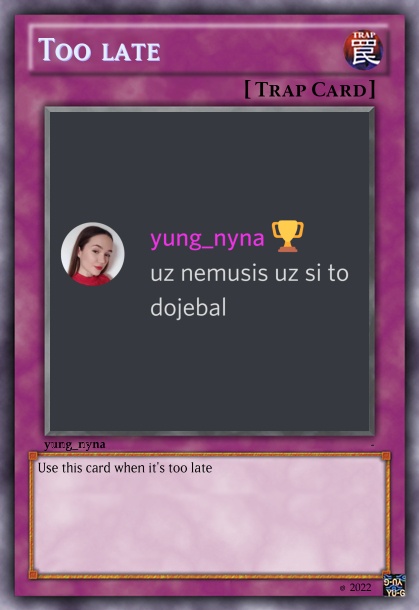 TOO LATE
TRAP
罠
[TRAP CARD]
yung_nyna 🏆
uz nemusis uz si to
dojebal
yung_nyna
-
Use this card when it's too late
© 2022
YU-G